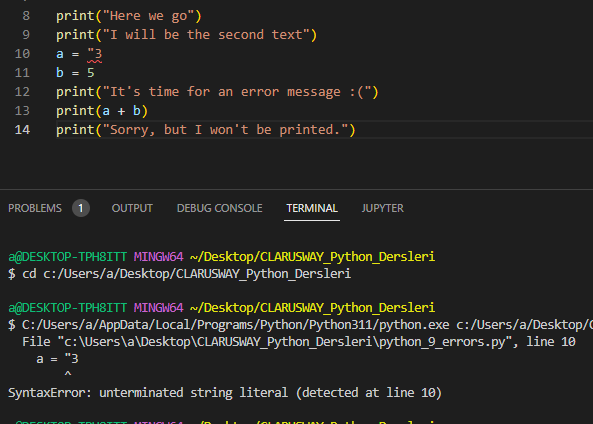 8 print("Here we go")
9 print("I will be the second text")
10 a = "3
11 b = 5
12 print("It's time for an error message :(")
13 print(a + b)
14 print("Sorry, but I won't be printed.")
PROBLEMS 1 OUTPUT DEBUG CONSOLE TERMINAL JUPYTER
a@DESKTOP-TPH8ITT MINGW64 ~/Desktop/CLARUSWAY_Python_Dersleri
$ cd c:/Users/a/Desktop/CLARUSWAY_Python_Dersleri
a@DESKTOP-TPH8ITT MINGW64 ~/Desktop/CLARUSWAY_Python_Dersleri
$ C:/Users/a/AppData/Local/Programs/Python/Python311/python.exe c:/Users/a/Desktop/
File "c:\Users\a\Desktop\CLARUSWAY_Python_Dersleri\python_9_errors.py", line 10
a = "3
^
SyntaxError: unterminated string literal (detected at line 10)